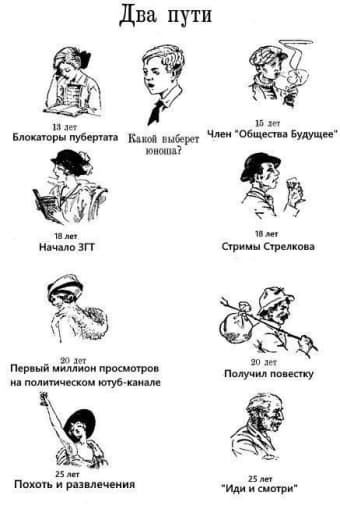 Два пути
13 лет
Блокаторы пубертата
Какой выберет
юноша?
15 лет
Член "Общества Будущее"
18 лет
Начало ЗГТ
18 лет
Стримы Стрелкова
20 лет
Первый миллион просмотров
на политическом ютуб-канале
20 лет
Получил повестку
25 лет
Похоть и развлечения
25 лет
"Иди и смотри"